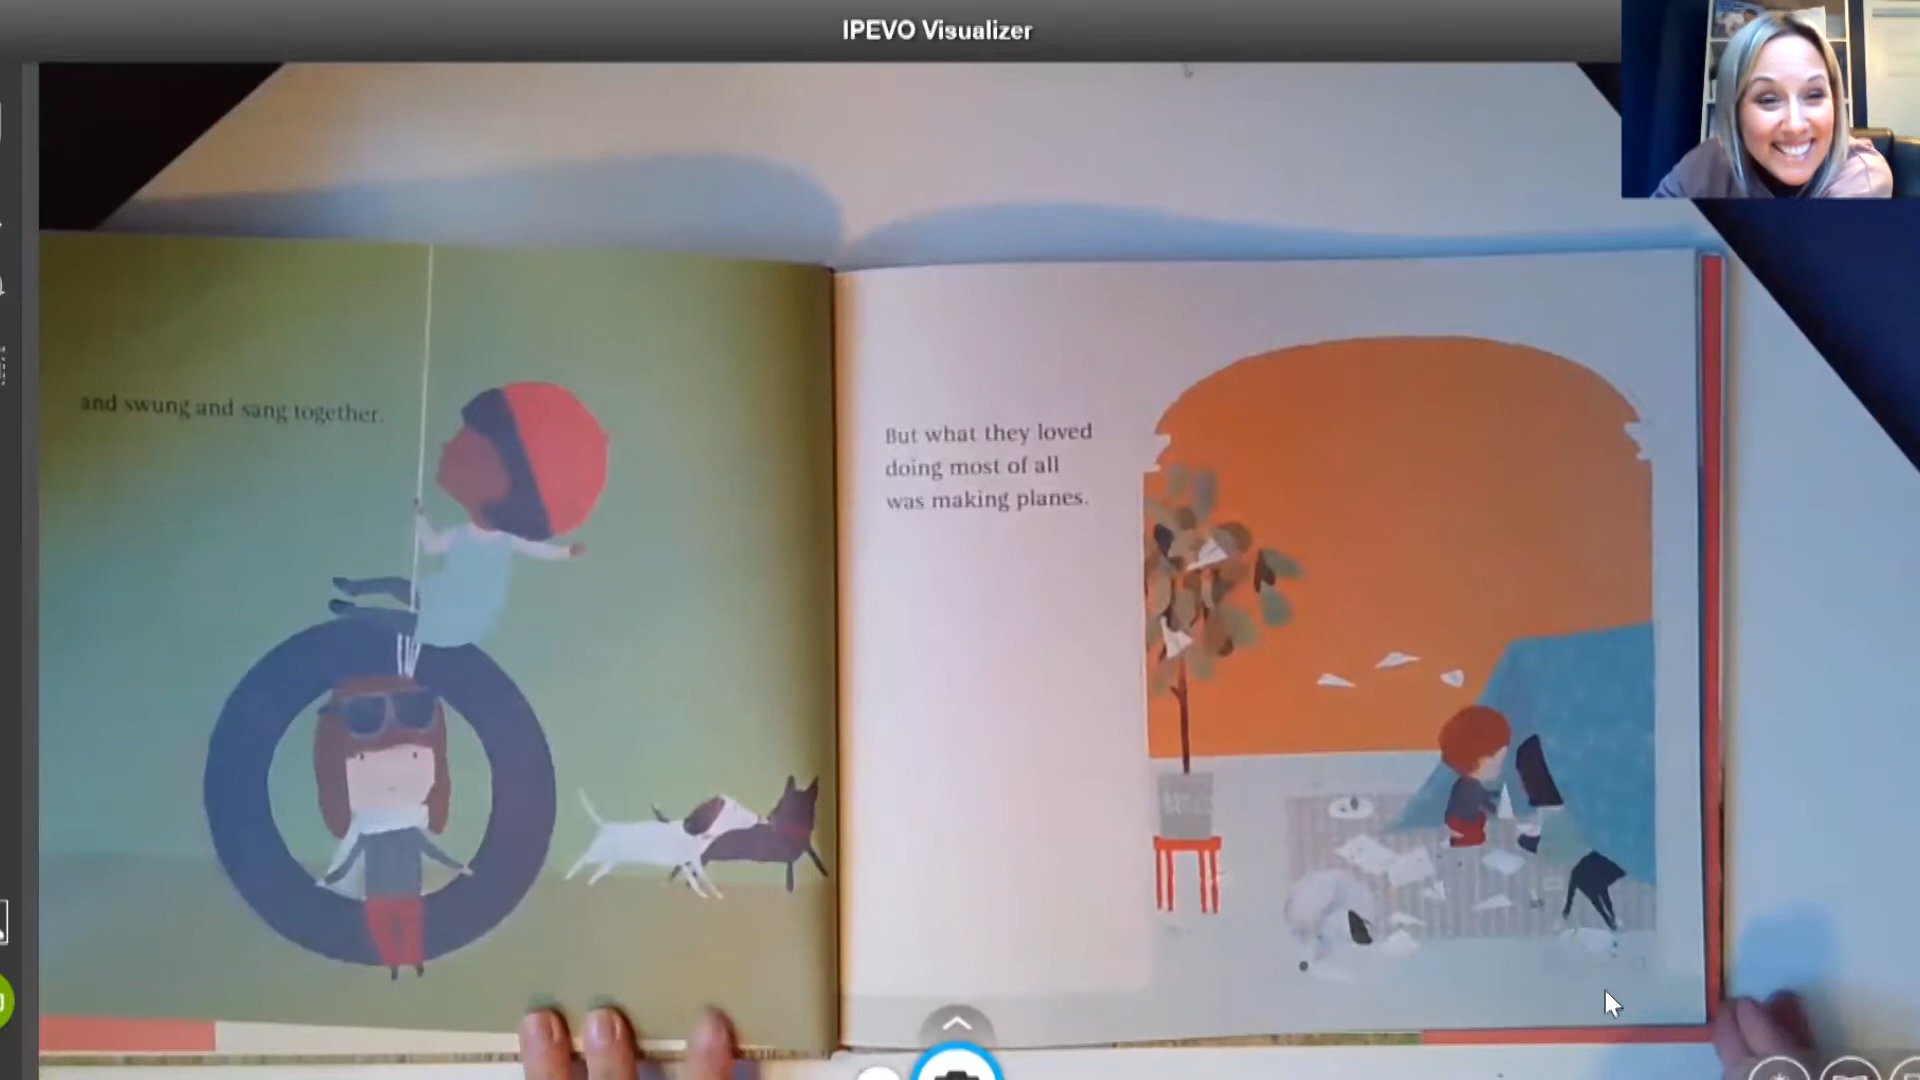 IPEVO Visualizer
and swung and sang together.
But what they loved
doing most of all
was making planes.